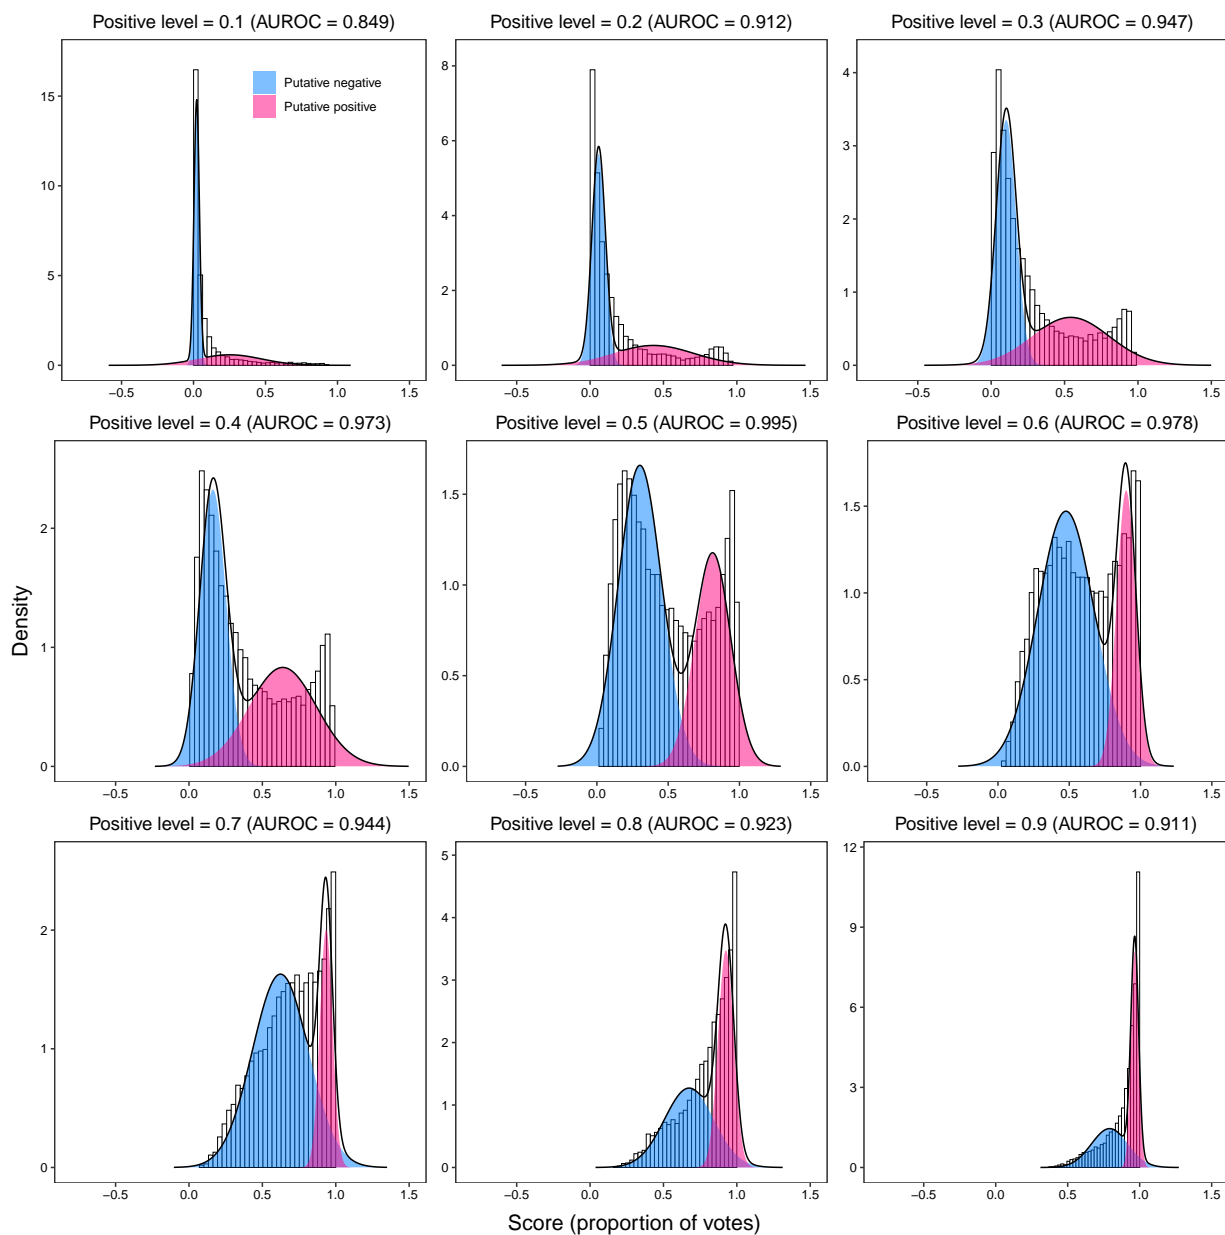 Positive level = 0.1 (AUROC = 0.849)
Positive level = 0.2 (AUROC = 0.912)
Positive level = 0.3 (AUROC = 0.947)
Putative negative
Putative positive
15
10
5
0
−0.5 0.0 0.5 1.0 1.5
8
6
4
2
0
−0.5 0.0 0.5 1.0 1.5
4
3
2
1
0
−0.5 0.0 0.5 1.0 1.5
Positive level = 0.4 (AUROC = 0.973)
Positive level = 0.5 (AUROC = 0.995)
Positive level = 0.6 (AUROC = 0.978)
Density
2
1
0
−0.5 0.0 0.5 1.0 1.5
1.5
1.0
0.5
0.0
−0.5 0.0 0.5 1.0 1.5
1.5
1.0
0.5
0.0
−0.5 0.0 0.5 1.0 1.5
Positive level = 0.7 (AUROC = 0.944)
Positive level = 0.8 (AUROC = 0.923)
Positive level = 0.9 (AUROC = 0.911)
2
1
0
−0.5 0.0 0.5 1.0 1.5
5
4
3
2
1
0
−0.5 0.0 0.5 1.0 1.5
12
9
6
3
0
−0.5 0.0 0.5 1.0 1.5
Score (proportion of votes)